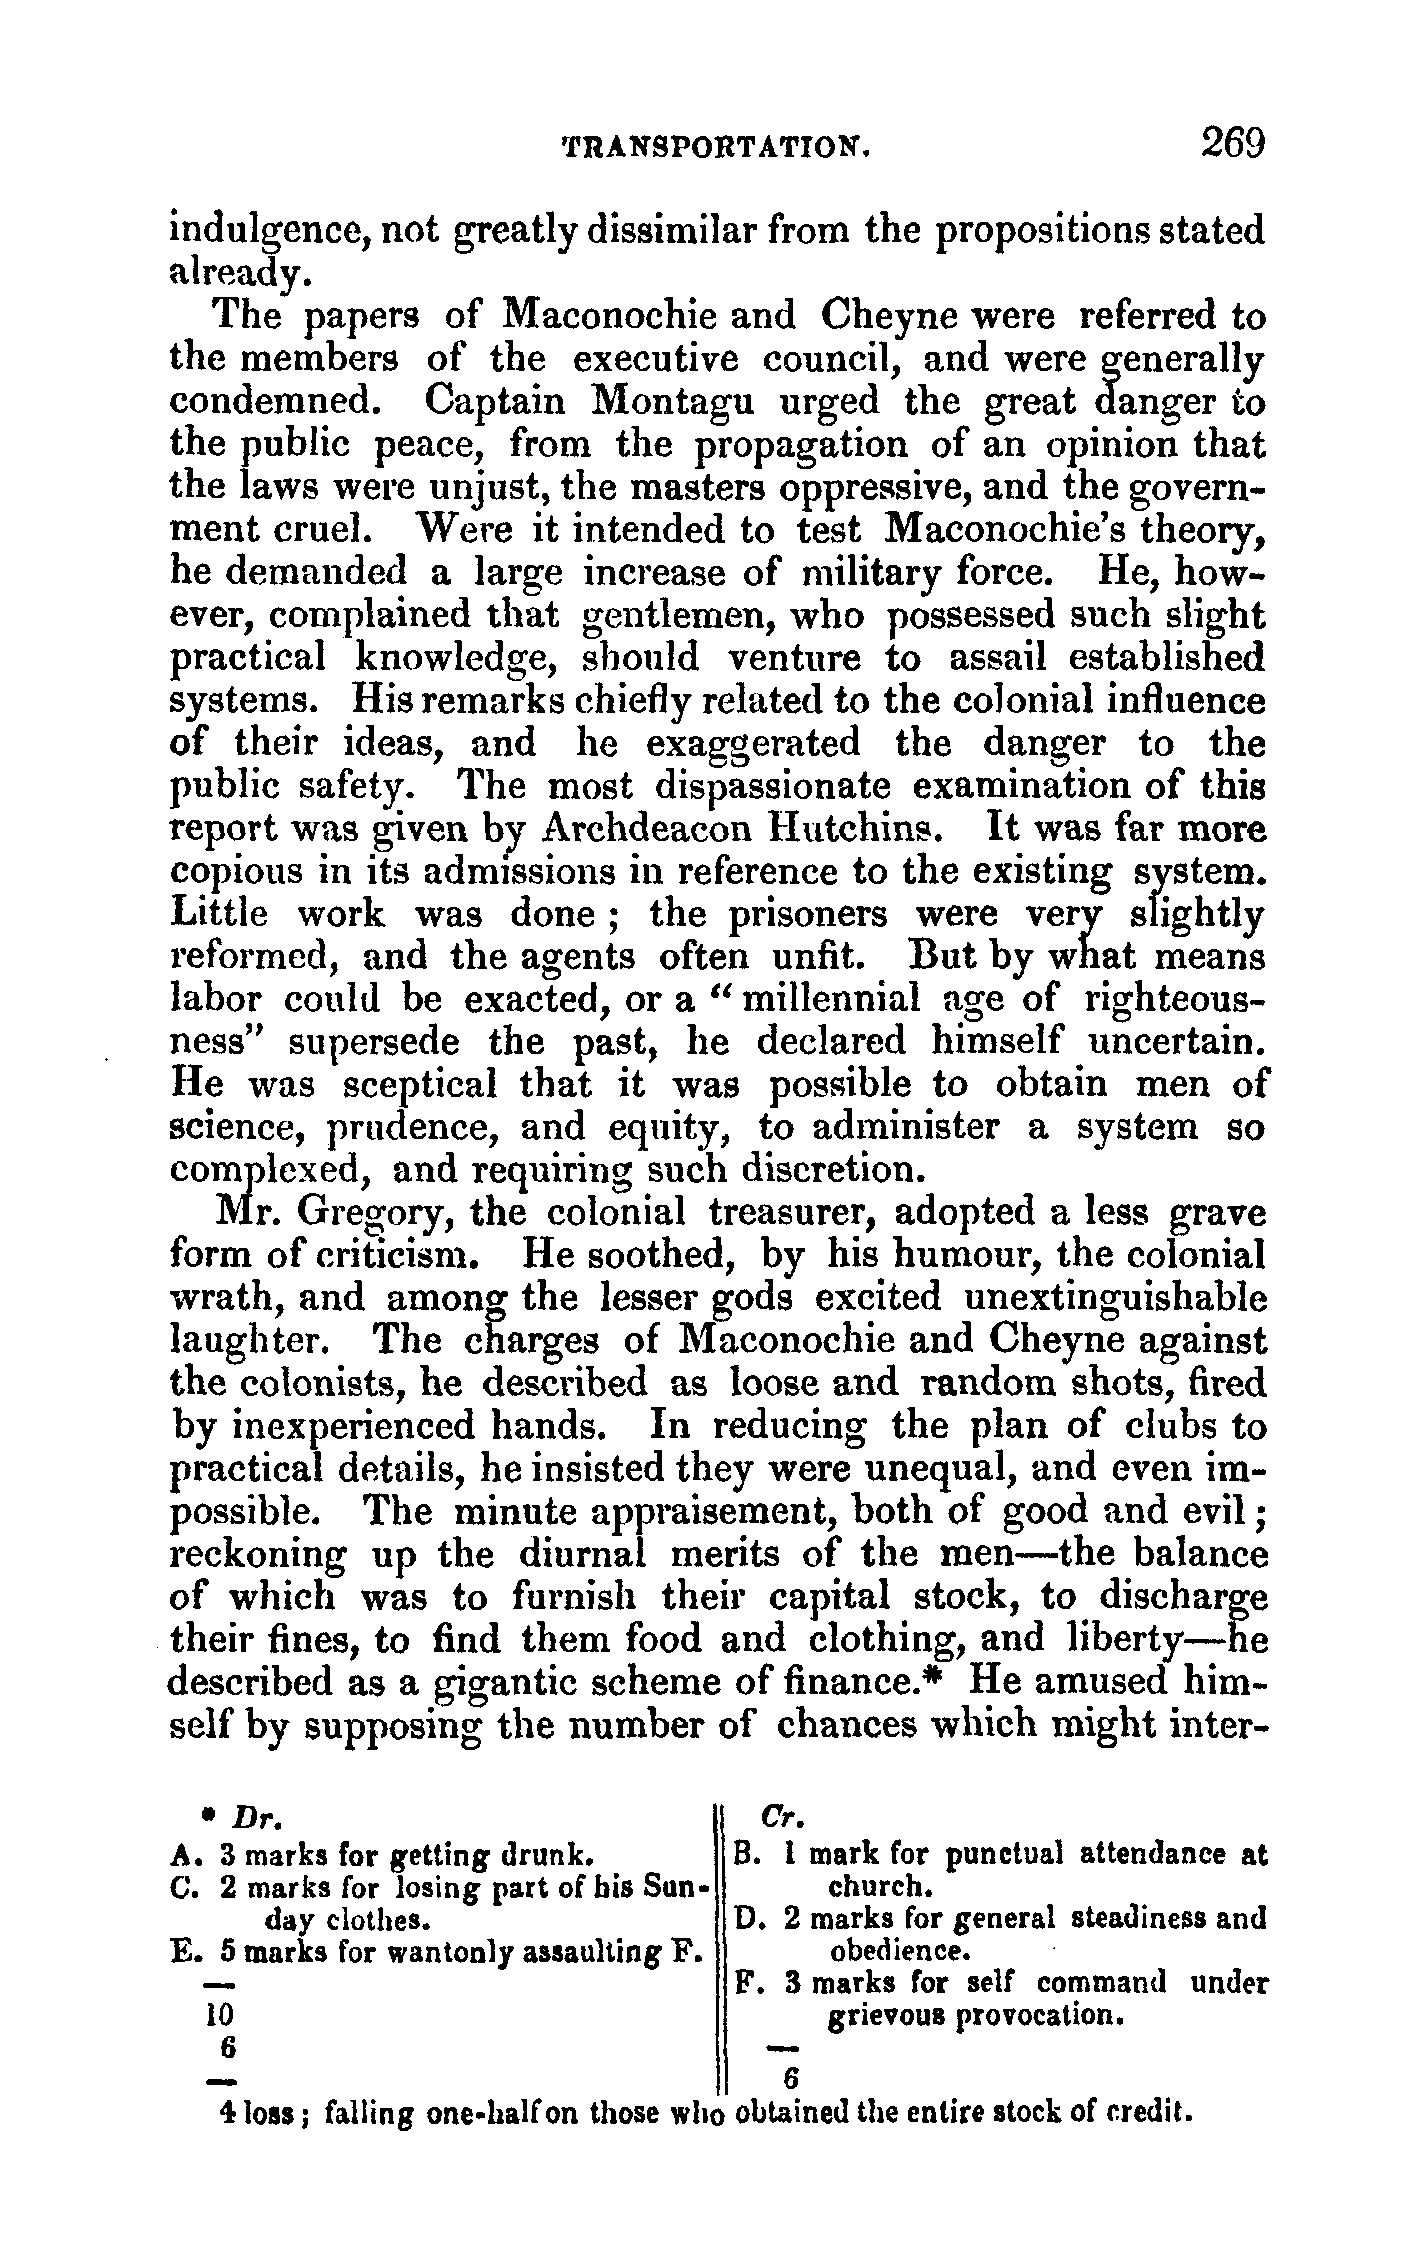 TRANSPORTATION. 269
indulgence, not greatly dissimilar from the propositions stated
already.
The papers of Maconochie and Cheyne were referred to
the members of the executive council, and were generally
condemned. Captain Montagu urged the great danger to
the public peace, from the propagation of an opinion that
the laws were unjust, the masters oppressive, and the govern-
ment cruel. Were it intended to test Maconochie's theory,
he demanded a large increase of military force. He, how-
ever, complained that gentlemen, who possessed such slight
practical knowledge, should venture to assail established
systems. His remarks chiefly related to the colonial influence
of their ideas, and he exaggerated the danger to the
public safety. The most dispassionate examination of this
report was given by Archdeacon Hutchins. It was far more
copious in its admissions in reference to the existing system.
Little work was done ; the prisoners were very slightly
reformed, and the agents often unfit. But by what means
labor could be exacted, or a “ millennial age of righteous-
ness” supersede the past, he declared himself uncertain.
He was sceptical that it was possible to obtain men of
science, prudence, and equity, to administer a system so
complexed, and requiring such discretion.
Mr. Gregory, the colonial treasurer, adopted a less grave
form of criticism. He soothed, by his humour, the colonial
wrath, and among the lesser gods excited unextinguishable
laughter. The charges of Maconochie and Cheyne against
the colonists, he described as loose and random shots, fired
by inexperienced hands. In reducing the plan of clubs to
practical details, he insisted they were unequal, and even im-
possible. The minute appraisement, both of good and evil ;
reckoning up the diurnal merits of the men—the balance
of which was to furnish their capital stock, to discharge
their fines, to find them food and clothing, and liberty—he
described as a gigantic scheme of finance.* He amused him-
self by supposing the number of chances which might inter-
* Dr.
A. 3 marks for getting drunk.
C. 2 marks for losing part of his Sun-
day clothes.
E. 5 marks for wantonly assaulting F.
—
10
6
—
Cr.
B. 1 mark for punctual attendance at
church.
D. 2 marks for general steadiness and
obedience.
F. 3 marks for self command under
grievous provocation.
—
6
4 loss ; falling one-half on those who obtained the entire stock of credit.